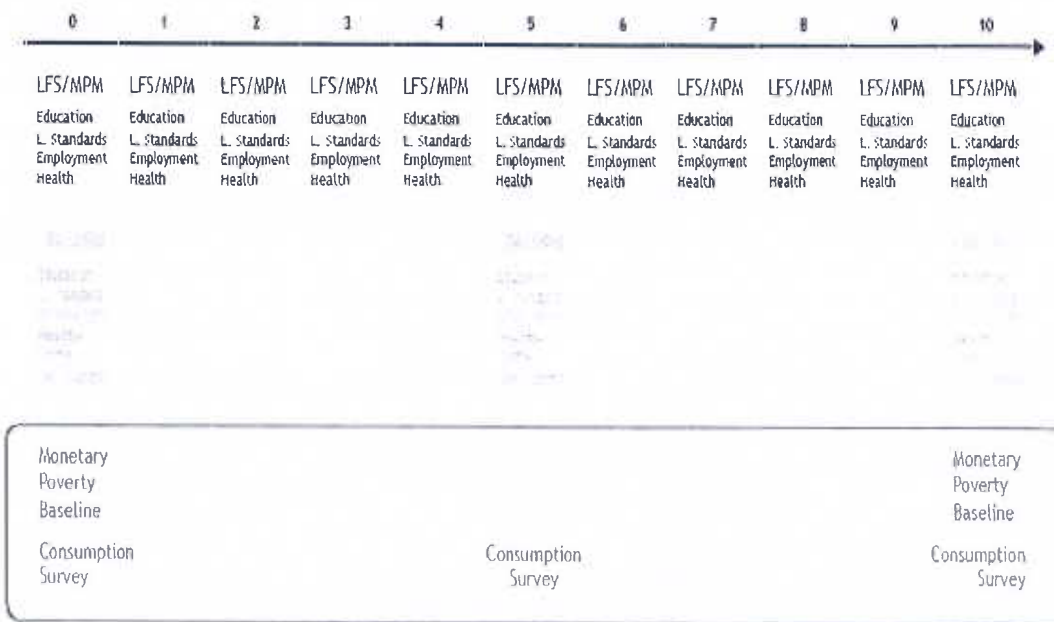 0 1 2 3 4 5 6 7 8 9 10
LFS/MPM LFS/MPM LFS/MPM LFS/MPM LFS/MPM LFS/MPM LFS/MPM LFS/MPM LFS/MPM LFS/MPM LFS/MPM
Education Education Education Education Education Education Education Education Education Education Education
L. Standards L. Standards L. Standards L. Standards L. Standards L. Standards L. Standards L. Standards L. Standards L. Standards L. Standards
Employment Employment Employment Employment Employment Employment Employment Employment Employment Employment Employment
Health Health Health Health Health Health Health Health Health Health Health
Monetary Monetary
Poverty Poverty
Baseline Baseline
Consumption Consumption Consumption
Survey Survey Survey